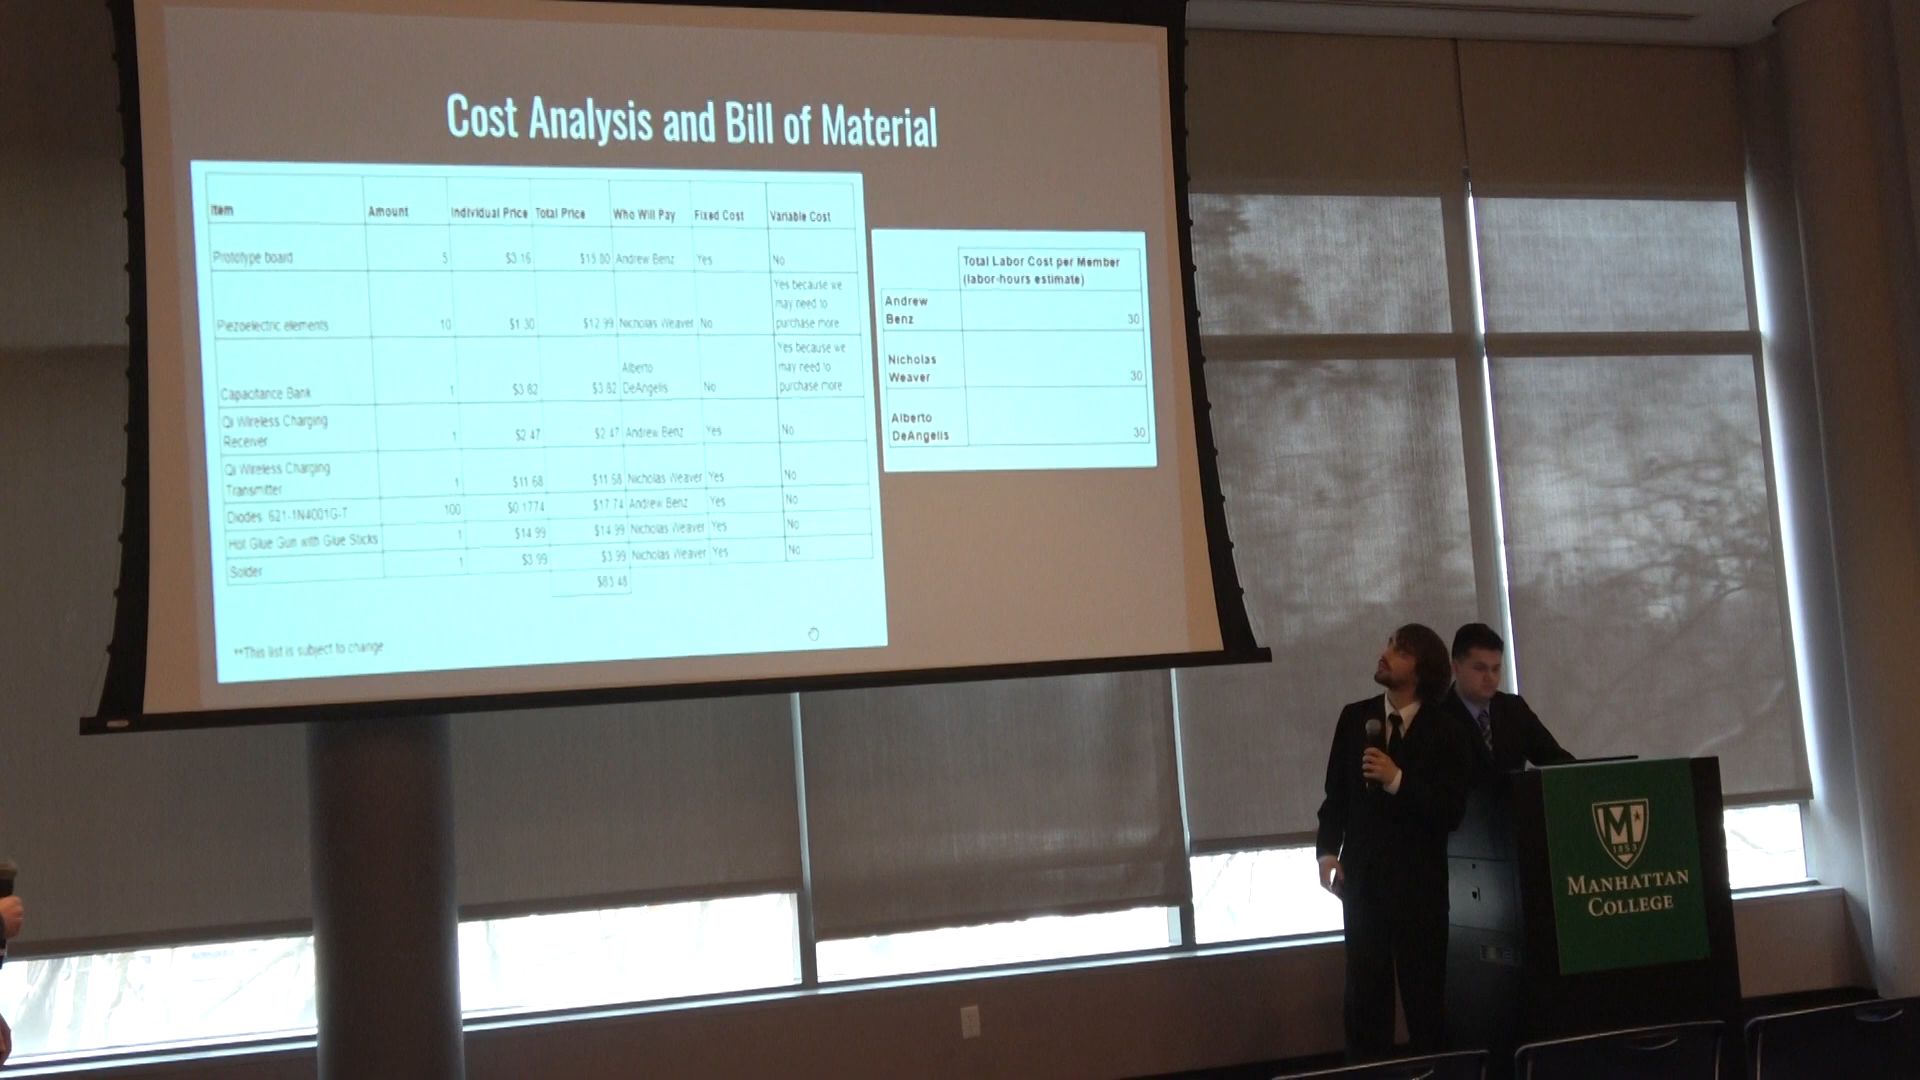 Cost Analysis and Bill of Material
Item Amount Individual Price Total Price Who Will Pay Fixed Cost Variable Cost
Prototype board 5 $3.16 $15.80 Andrew Benz Yes No
Piezoelectric elements 10 $1.30 $12.99 Nicholas Weaver No Yes because we
may need to
purchase more
Capacitance Bank 1 $3.82 $3.82 Alberto
DeAngelis No Yes because we
may need to
purchase more
Qi Wireless Charging
Receiver 1 $2.47 $2.47 Andrew Benz Yes No
Qi Wireless Charging
Transmitter 1 $11.68 $11.68 Nicholas Weaver Yes No
Diodes: 621-1N4001G-T 100 $0.1774 $17.74 Andrew Benz Yes No
Hot Glue Gun with Glue Sticks 1 $14.99 $14.99 Nicholas Weaver Yes No
Solder 1 $3.99 $3.99 Nicholas Weaver Yes No
$83.48
**This list is subject to change
Total Labor Cost per Member
(labor-hours estimate)
Andrew
Benz 30
Nicholas
Weaver 30
Alberto
DeAngelis 30
M
1853
MANHATTAN
COLLEGE